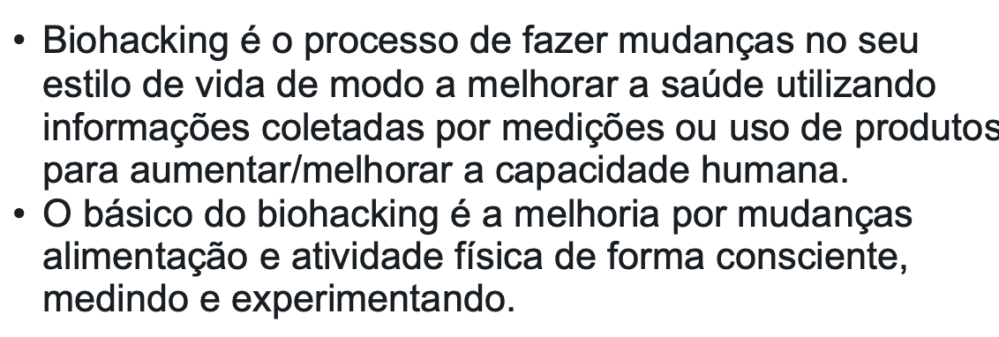 • Biohacking é o processo de fazer mudanças no seu
estilo de vida de modo a melhorar a saúde utilizando
informações coletadas por medições ou uso de produtos
para aumentar/melhorar a capacidade humana.
• O básico do biohacking é a melhoria por mudanças
alimentação e atividade física de forma consciente,
medindo e experimentando.